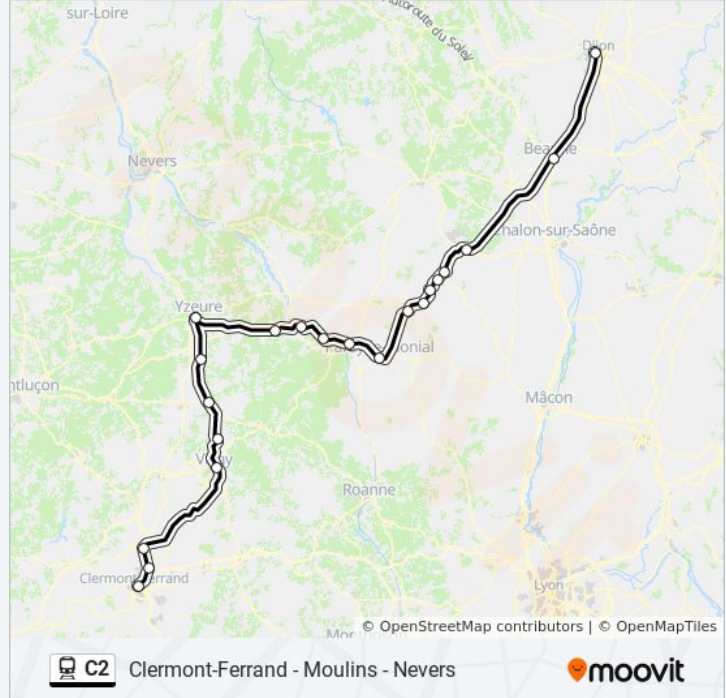 sur-Loire
Autoroute du Soleil
Dijon
Nevers
Beaune
Chalon-sur-Saône
Yzeure
Paray-le-Monial
ntluçon
Mâcon
Vichy
Roanne
Clermont-Ferrand
Lyon
© OpenStreetMap contributors | © OpenMapTiles
C2 Clermont-Ferrand - Moulins - Nevers
moovit